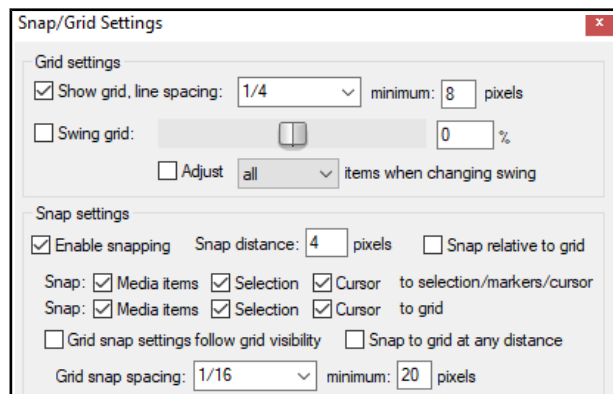 Snap/Grid Settings x
Grid settings
Show grid, line spacing: 1/4 minimum: 8 pixels
Swing grid: 0 %
Adjust all items when changing swing
Snap settings
Enable snapping Snap distance: 4 pixels Snap relative to grid
Snap: Media items Selection Cursor to selection/markers/cursor
Snap: Media items Selection Cursor to grid
Grid snap settings follow grid visibility Snap to grid at any distance
Grid snap spacing: 1/16 minimum: 20 pixels